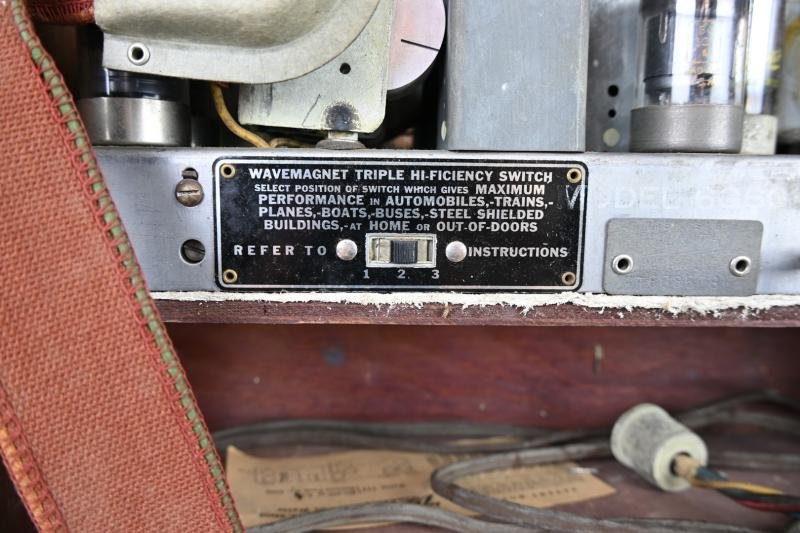 WAVEMAGNET TRIPLE HI-FICIENCY SWITCH
SELECT POSITION OF SWITCH WHICH GIVES MAXIMUM
PERFORMANCE IN AUTOMOBILES,-TRAINS,-
PLANES,-BOATS,-BUSES,-STEEL SHIELDED
BUILDINGS,-AT HOME OR OUT-OF-DOORS
REFER TO INSTRUCTIONS
1 2 3
MODEL